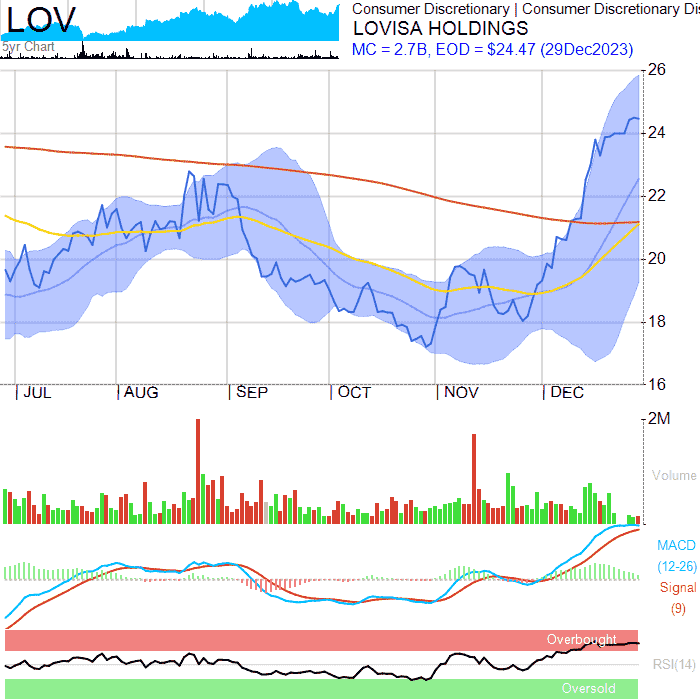 LOV
5yr Chart
Consumer Discretionary | Consumer Discretionary Dis
LOVISA HOLDINGS
MC = 2.7B, EOD = $24.47 (29Dec2023)
26
24
22
20
18
16
JUL AUG SEP OCT NOV DEC
2M
Volume
MACD
(12-26)
Signal
(9)
Overbought
RSI(14)
Oversold